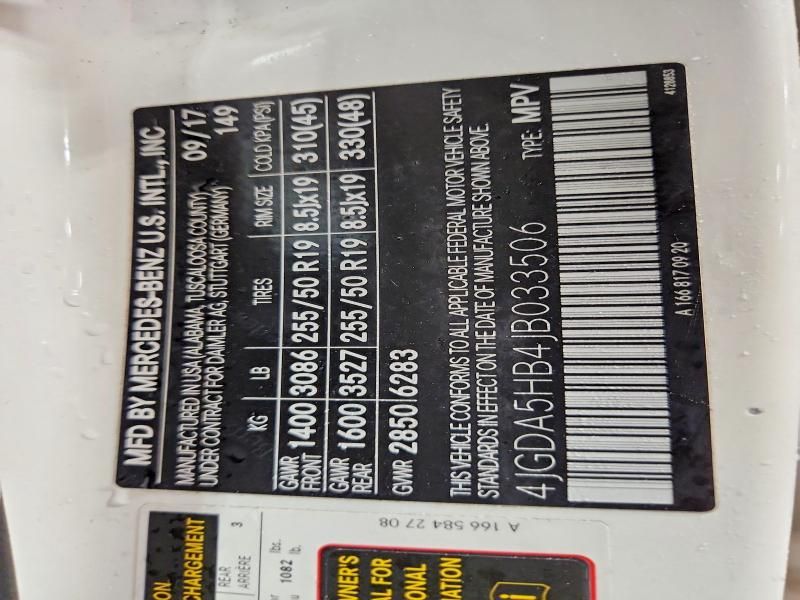 MFD BY MERCEDES-BENZ U.S. INTL., INC
MANUFACTURED IN USA (ALABAMA, TUSCALOOSA COUNTY) 09/17
UNDER CONTRACT FOR DAIMLER AG, STUTTGART (GERMANY) 149
KG LB TIRES RIM SIZE COLD KPA (PSI)
GAWR FRONT 1400 3086 255/50 R19 8.5Jx19 310(45)
GAWR REAR 1600 3527 255/50 R19 8.5Jx19 330(48)
GVWR 2850 6283
THIS VEHICLE CONFORMS TO ALL APPLICABLE FEDERAL MOTOR VEHICLE SAFETY
STANDARDS IN EFFECT ON THE DATE OF MANUFACTURE SHOWN ABOVE.
4JGDA5HB4JB033506 TYPE: MPV
A 166 817 09 20
4128853
A 166 584 27 08
CHARGEMENT
REAR
ARRIÈRE 3
1082 lbs.
lb.